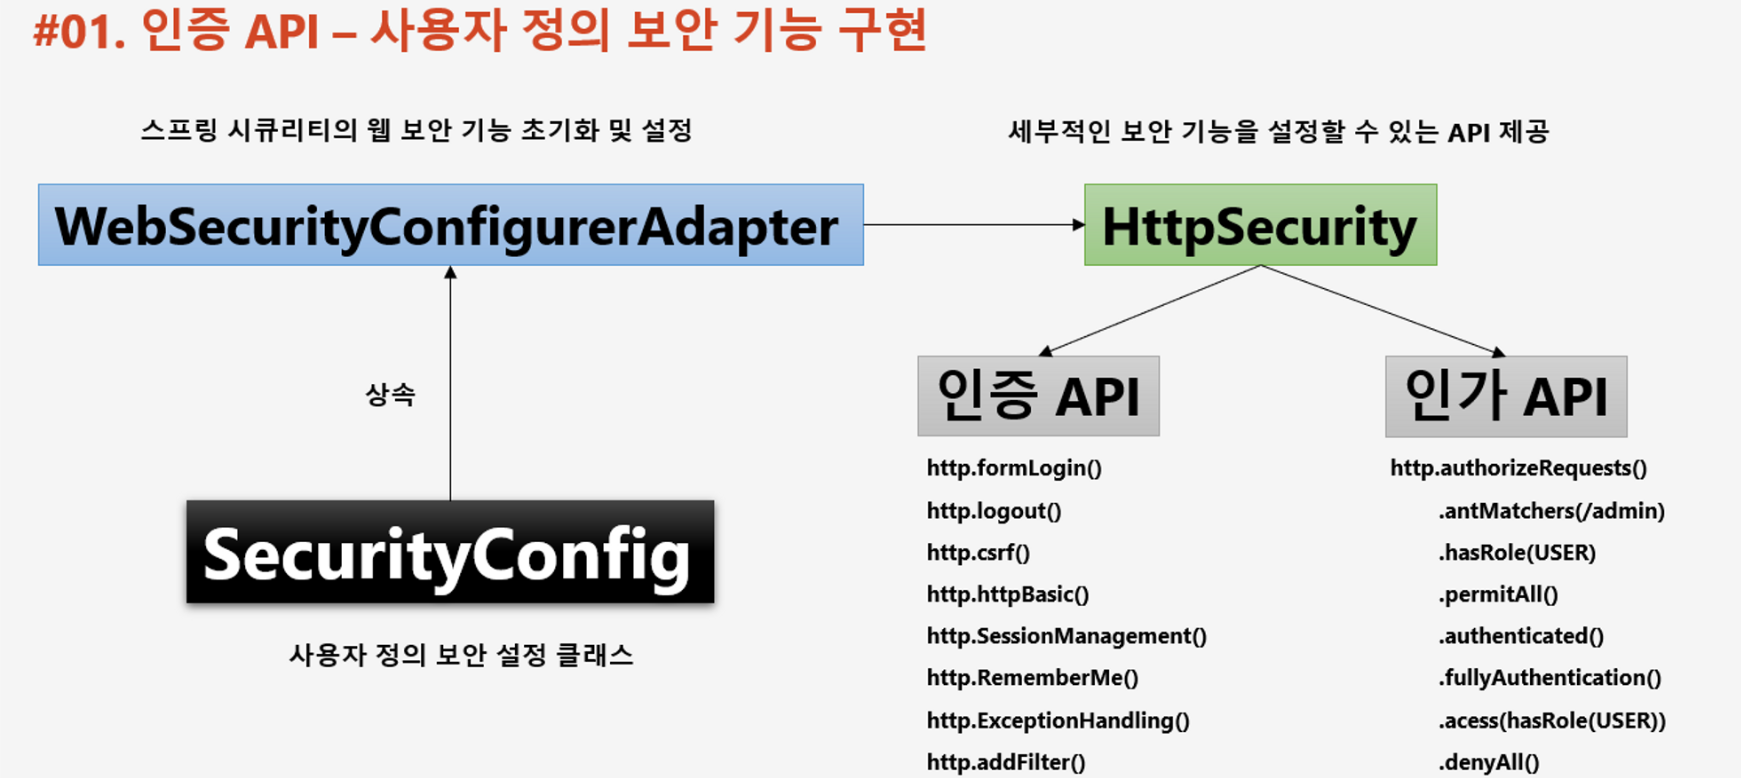 #01. 인증 API – 사용자 정의 보안 기능 구현
스프링 시큐리티의 웹 보안 기능 초기화 및 설정
세부적인 보안 기능을 설정할 수 있는 API 제공
WebSecurityConfigurerAdapter
HttpSecurity
상속
SecurityConfig
사용자 정의 보안 설정 클래스
인증 API
http.formLogin()
http.logout()
http.csrf()
http.httpBasic()
http.SessionManagement()
http.RememberMe()
http.ExceptionHandling()
http.addFilter()
인가 API
http.authorizeRequests()
.antMatchers(/admin)
.hasRole(USER)
.permitAll()
.authenticated()
.fullyAuthentication()
.acess(hasRole(USER))
.denyAll()